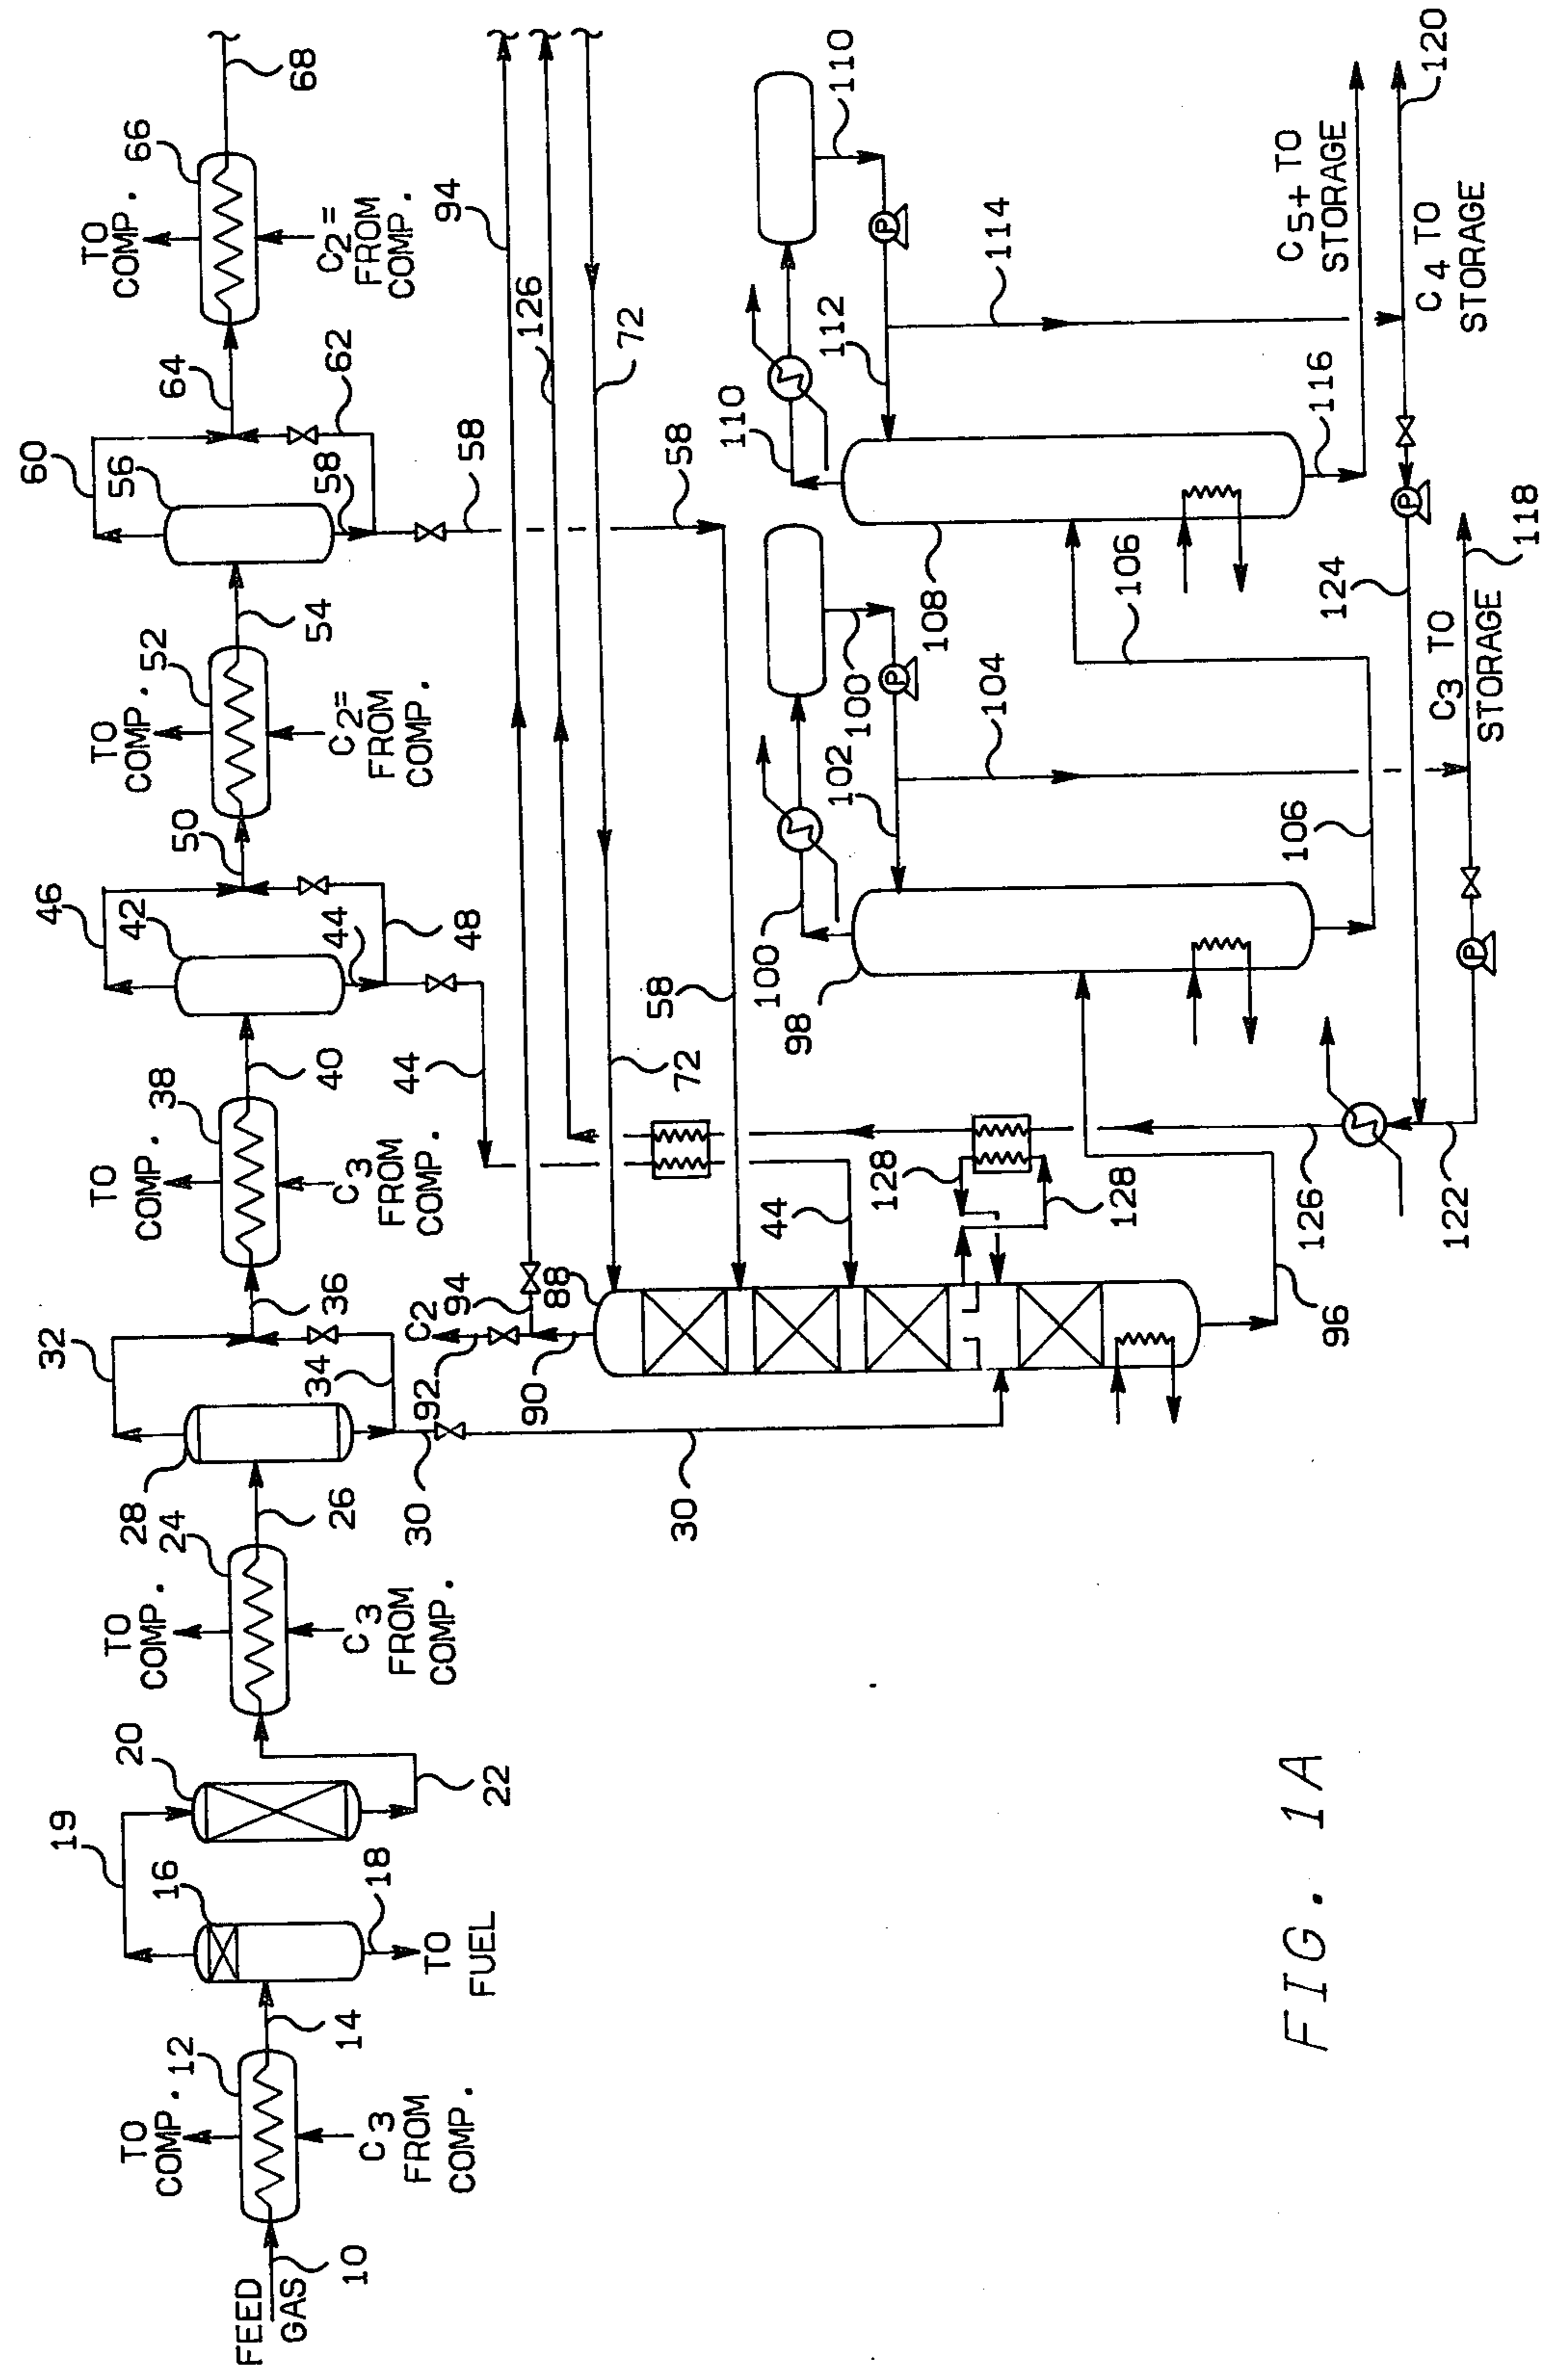 FEED
GAS
10
TO
COMP.
12
C3
FROM
COMP.
14
16
18
TO
FUEL
19
20
22
TO
COMP.
24
C3
FROM
COMP.
26
28
30
32
34
36
TO
COMP.
38
C3
FROM
COMP.
40
42
44
46
48
50
TO
COMP.
52
C2=
FROM
COMP.
54
56
58
60
62
58
64
TO
COMP.
66
C2=
FROM
COMP.
68
94
126
72
58
C2
92
94
90
88
30
44
72
58
44
128
128
96
126
122
98
100
102
100
P
104
106
106
108
110
112
110
P
114
116
124
P
P
C3 TO
STORAGE
118
C5+ TO
STORAGE
C4 TO
STORAGE
120
FIG. 1A